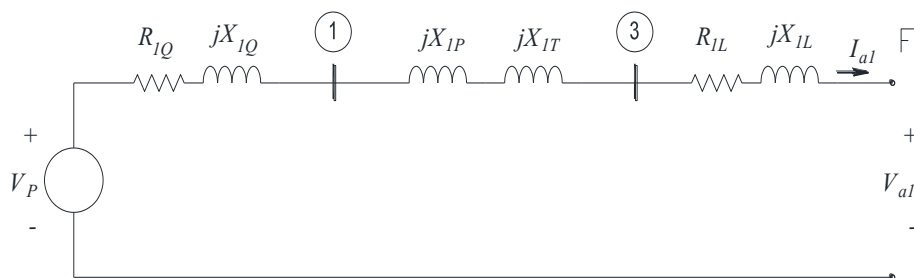 R1Q jX1Q 1 jX1P jX1T 3 R1L jX1L Ia1 F
+ +
VP Va1
- -